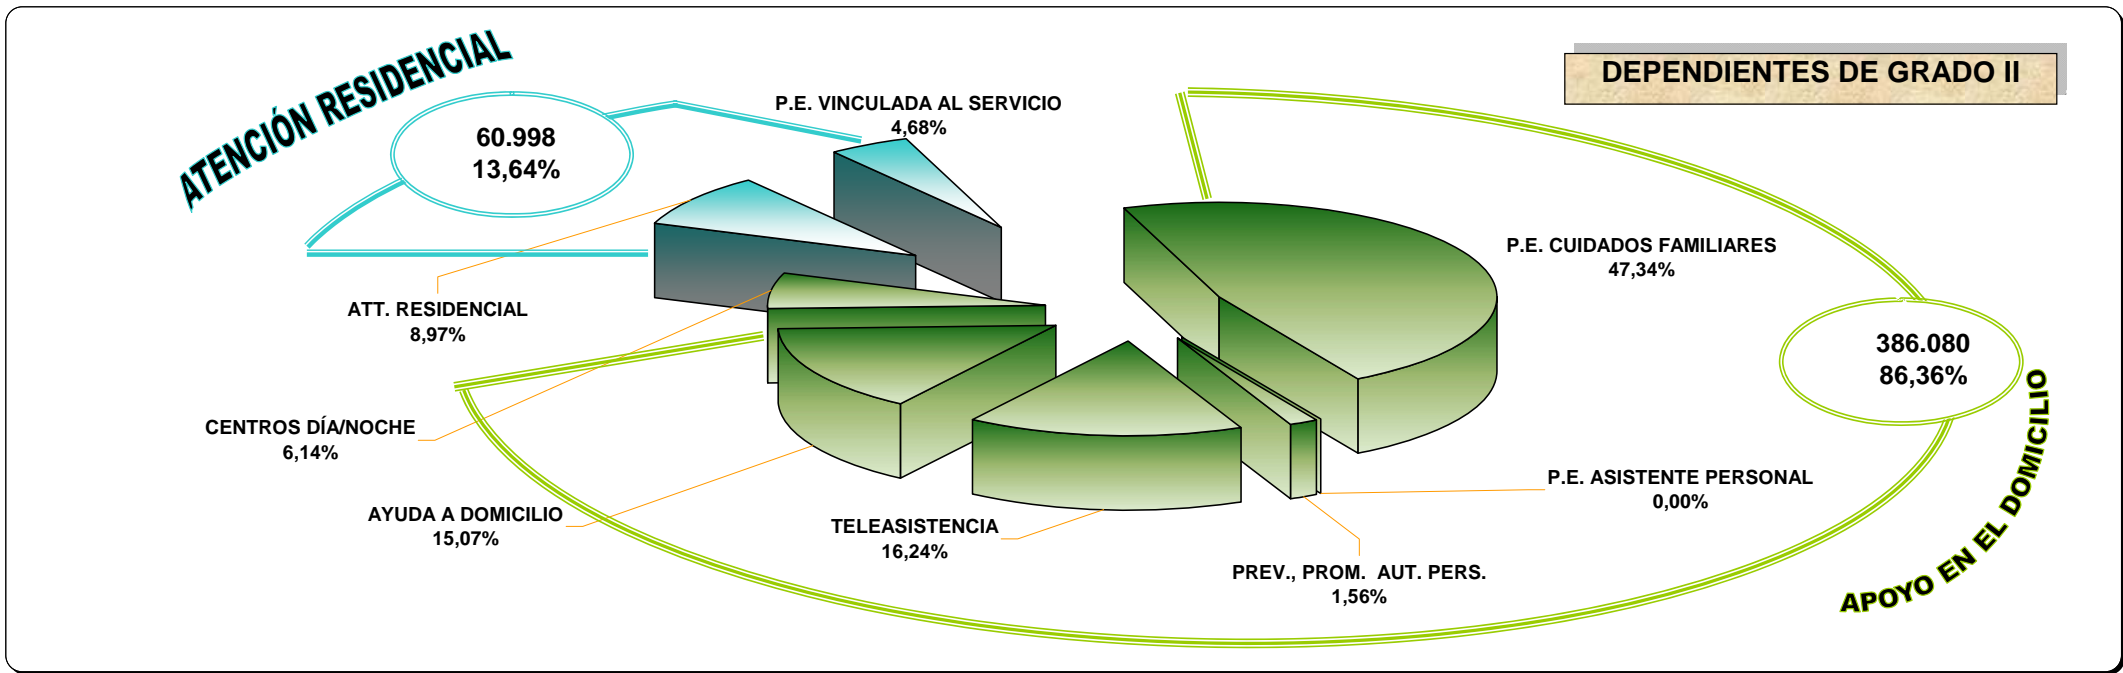 DEPENDIENTES DE GRADO II
ATENCIÓN RESIDENCIAL
60.998
13,64%
P.E. VINCULADA AL SERVICIO
4,68%
P.E. CUIDADOS FAMILIARES
47,34%
ATT. RESIDENCIAL
8,97%
386.080
86,36%
APOYO EN EL DOMICILIO
CENTROS DÍA/NOCHE
6,14%
P.E. ASISTENTE PERSONAL
0,00%
AYUDA A DOMICILIO
15,07%
TELEASISTENCIA
16,24%
PREV., PROM.  AUT. PERS.
1,56%